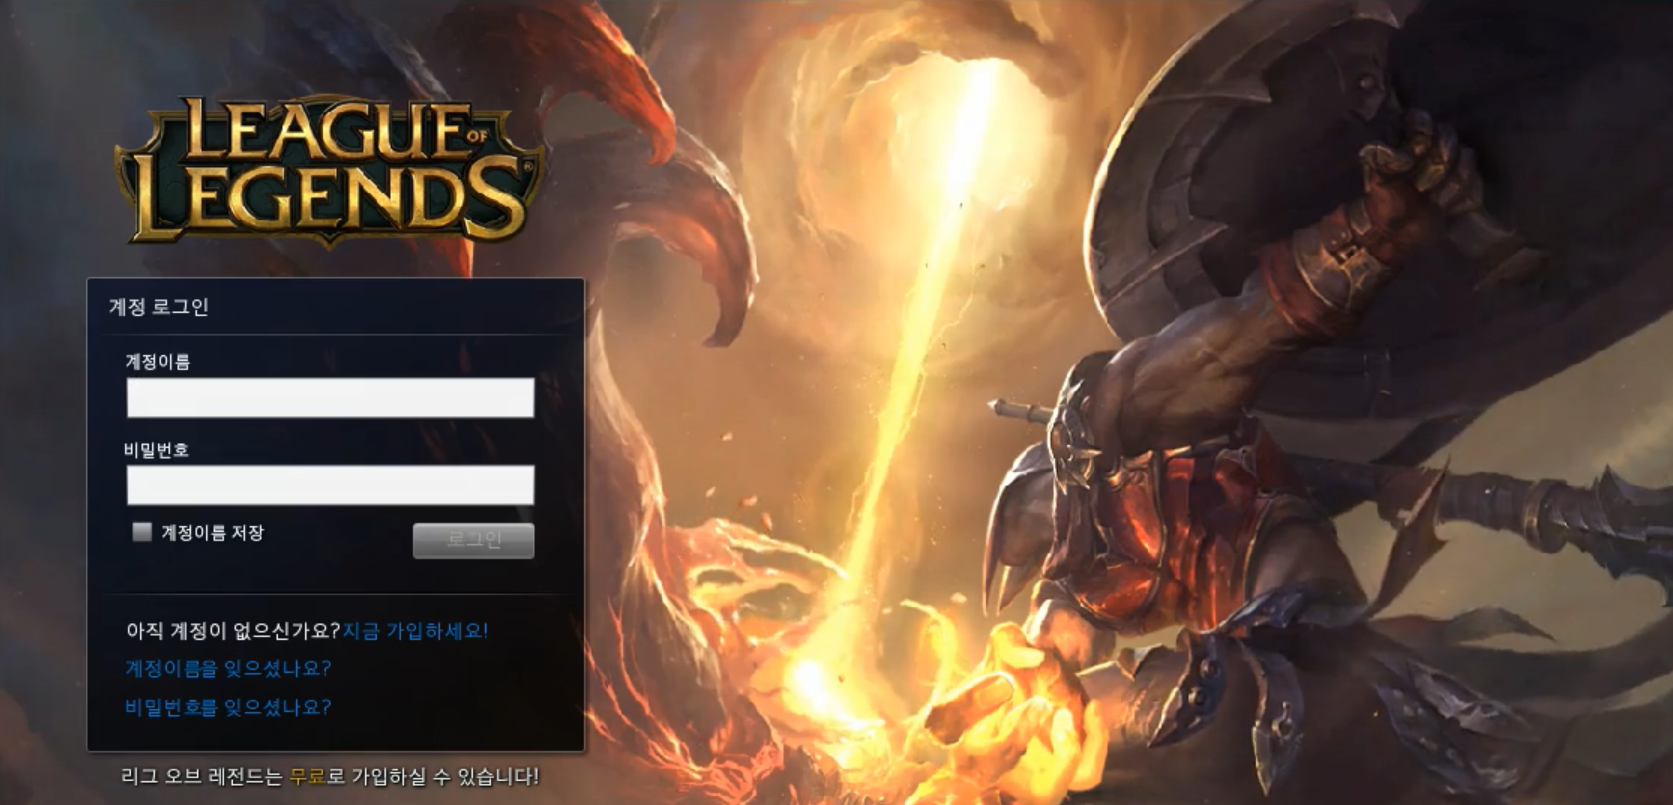 LEAGUE OF
LEGENDS®
계정 로그인
계정이름
비밀번호
계정이름 저장
로그인
아직 계정이 없으신가요? 지금 가입하세요!
계정이름을 잊으셨나요?
비밀번호를 잊으셨나요?
리그 오브 레전드는 무료로 가입하실 수 있습니다!